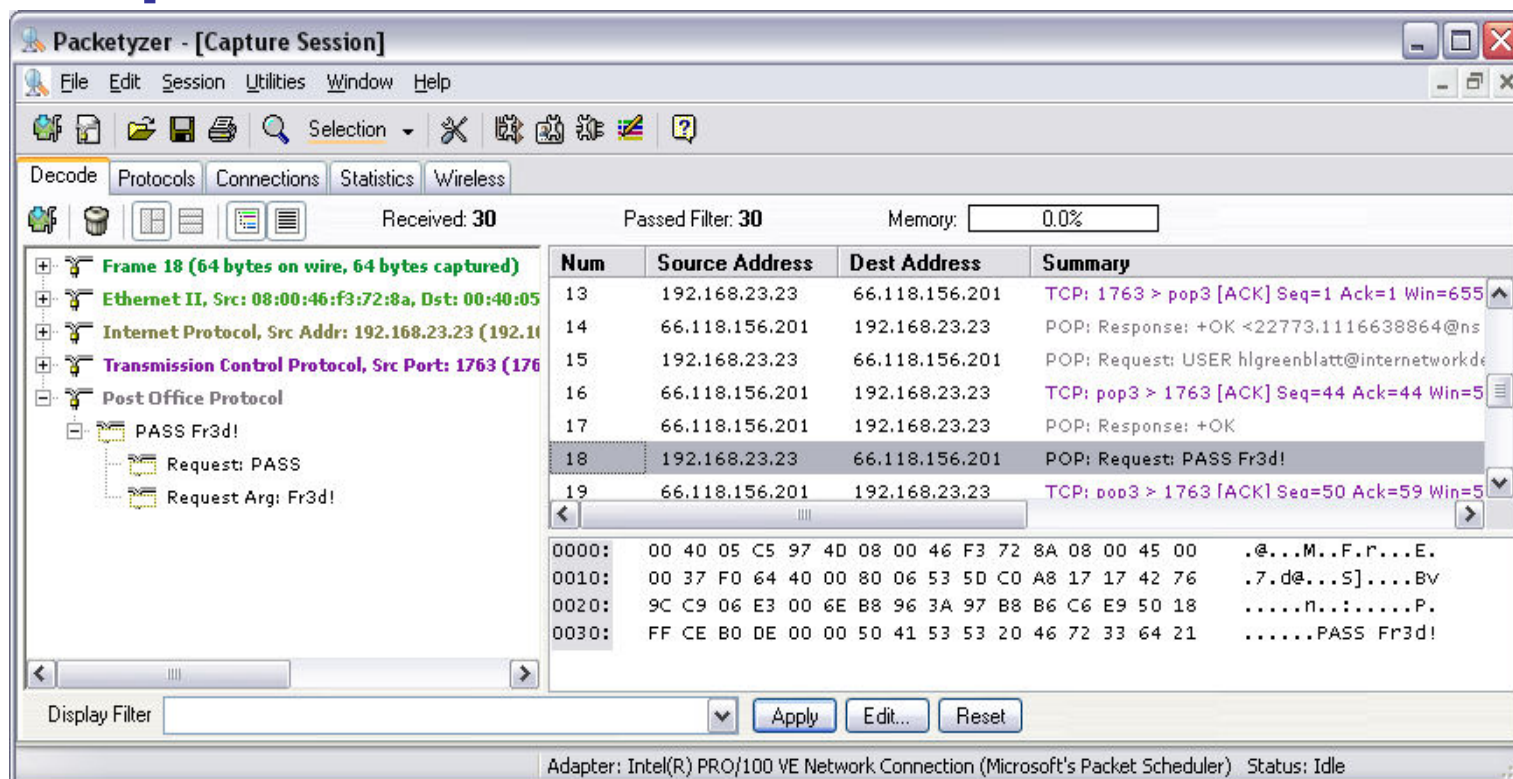 Packetyzer - [Capture Session]
File Edit Session Utilities Window Help
Selection
Decode Protocols Connections Statistics Wireless
Received: 30 Passed Filter: 30 Memory: 0.0%
Frame 18 (64 bytes on wire, 64 bytes captured)
Ethernet II, Src: 08:00:46:f3:72:8a, Dst: 00:40:05
Internet Protocol, Src Addr: 192.168.23.23 (192.16
Transmission Control Protocol, Src Port: 1763 (176
Post Office Protocol
PASS Fr3d!
Request: PASS
Request Arg: Fr3d!
Num Source Address Dest Address Summary
13 192.168.23.23 66.118.156.201 TCP: 1763 > pop3 [ACK] Seq=1 Ack=1 Win=655
14 66.118.156.201 192.168.23.23 POP: Response: +OK <22773.1116638864@ns
15 192.168.23.23 66.118.156.201 POP: Request: USER hlgreenblatt@internetworkde
16 66.118.156.201 192.168.23.23 TCP: pop3 > 1763 [ACK] Seq=44 Ack=44 Win=5
17 66.118.156.201 192.168.23.23 POP: Response: +OK
18 192.168.23.23 66.118.156.201 POP: Request: PASS Fr3d!
19 66.118.156.201 192.168.23.23 TCP: pop3 > 1763 [ACK] Seq=50 Ack=59 Win=5
0000: 00 40 05 C5 97 4D 08 00 46 F3 72 8A 08 00 45 00 .@...M..F.r...E.
0010: 00 37 F0 64 40 00 80 06 53 5D C0 A8 17 17 42 76 .7.d@...S]....Bv
0020: 9C C9 06 E3 00 6E B8 96 3A 97 B8 B6 C6 E9 50 18 .....n..:.....P.
0030: FF CE B0 DE 00 00 50 41 53 53 20 46 72 33 64 21 ......PASS Fr3d!
Display Filter Apply Edit... Reset
Adapter: Intel(R) PRO/100 VE Network Connection (Microsoft's Packet Scheduler) Status: Idle